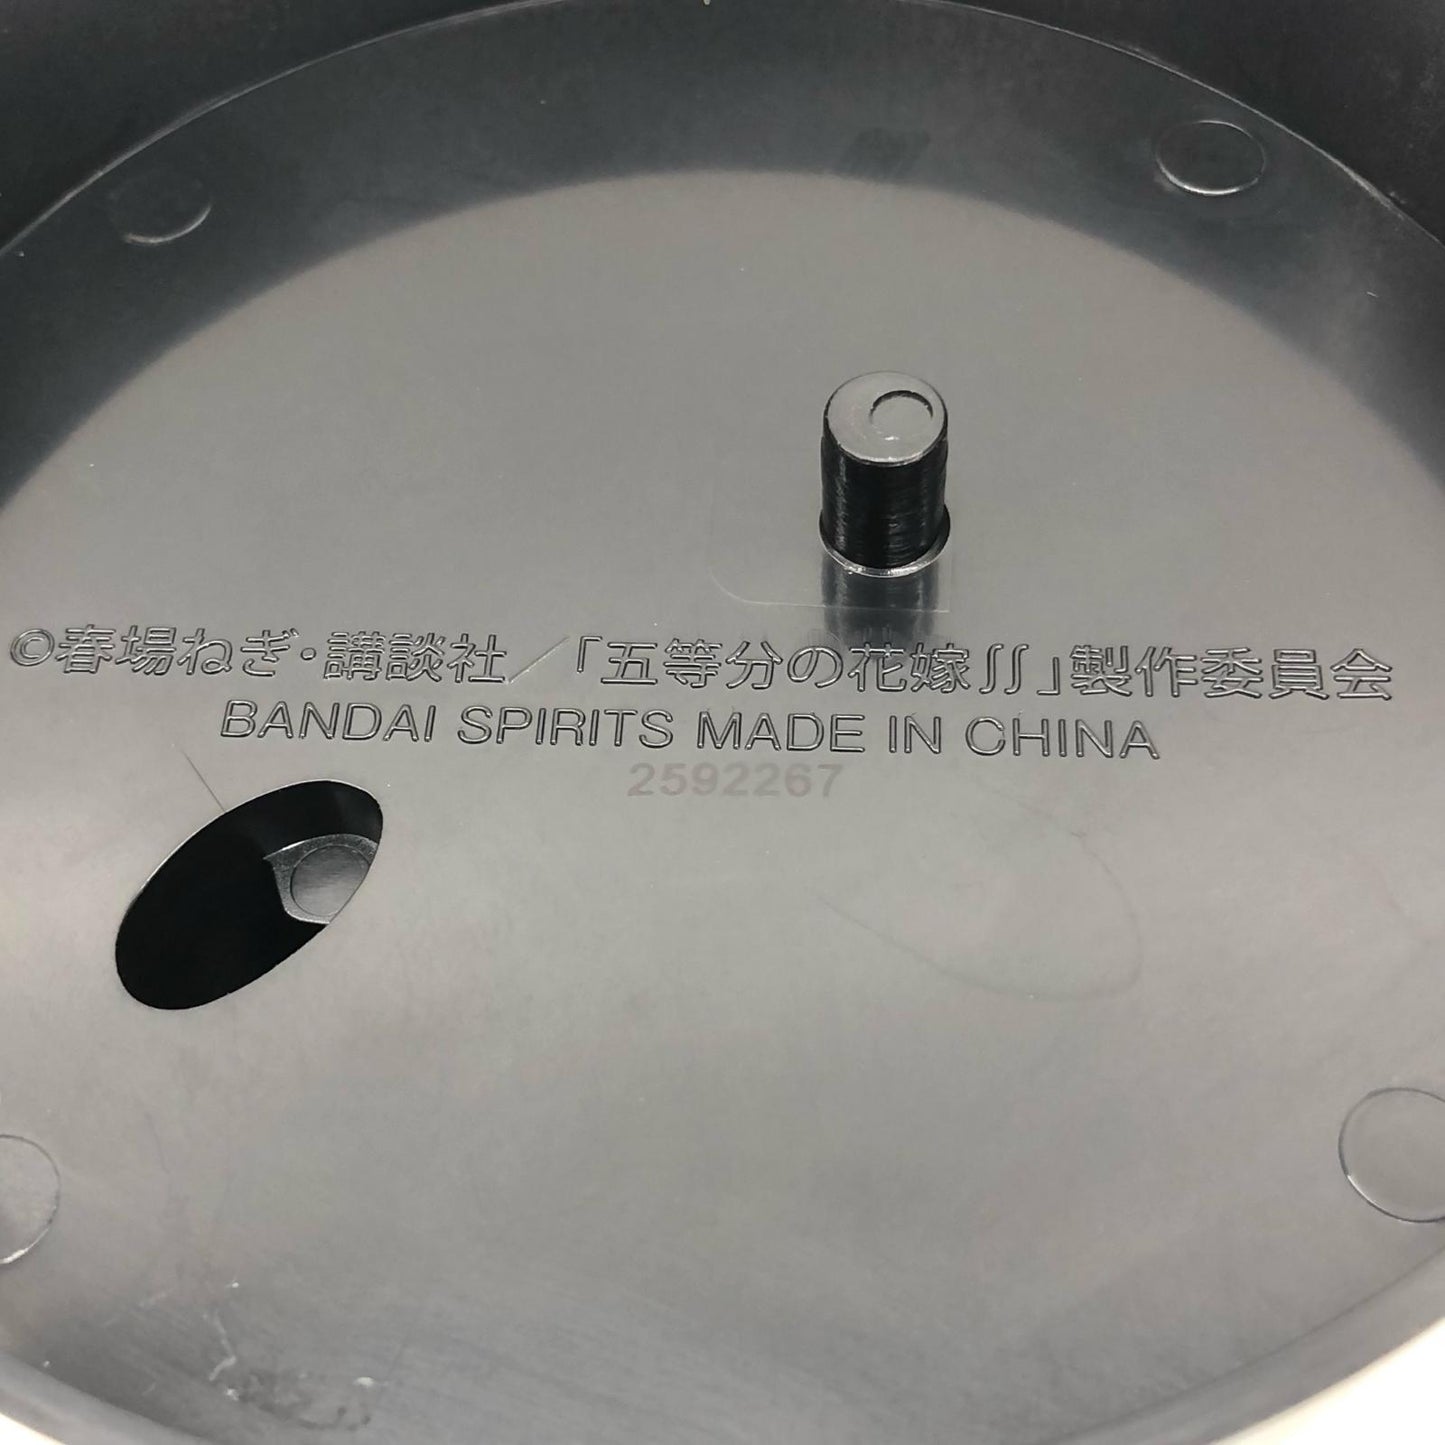 ©春場ねぎ・講談社／「五等分の花嫁∬」製作委員会
BANDAI SPIRITS MADE IN CHINA
2592267